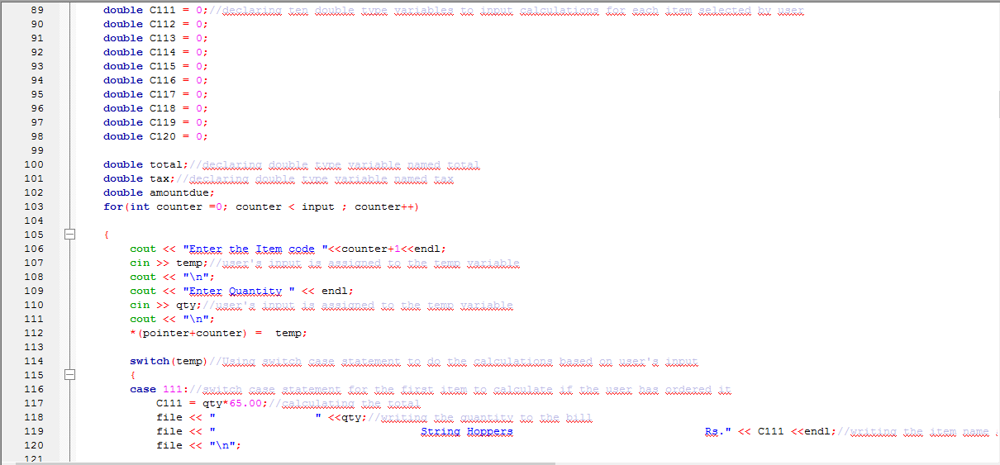 89 double C111 = 0;//declaring ten double type variables to input calculations for each item selected by user
90 double C112 = 0;
91 double C113 = 0;
92 double C114 = 0;
93 double C115 = 0;
94 double C116 = 0;
95 double C117 = 0;
96 double C118 = 0;
97 double C119 = 0;
98 double C120 = 0;
99
100 double total;//declaring double type variable named total
101 double tax;//declaring double type variable named tax
102 double amountdue;
103 for(int counter =0; counter < input ; counter++)
104
105 {
106 cout << "Enter the Item code "<<counter+1<<endl;
107 cin >> temp;//user's input is assigned to the temp variable
108 cout << "\n";
109 cout << "Enter Quantity " << endl;
110 cin >> qty;//user's input is assigned to the temp variable
111 cout << "\n";
112 *(pointer+counter) =  temp;
113
114 switch(temp)//Using switch case statement to do the calculations based on user's input
115 {
116 case 111://switch case statement for the first item to calculate if the user has ordered it
117 C111 = qty*65.00;//calculating the total
118 file << "               " <<qty;//writing the quantity to the bill
119 file << "                               String Hoppers                             Rs." << C111 <<endl;//writing the item name
120 file << "\n";
121